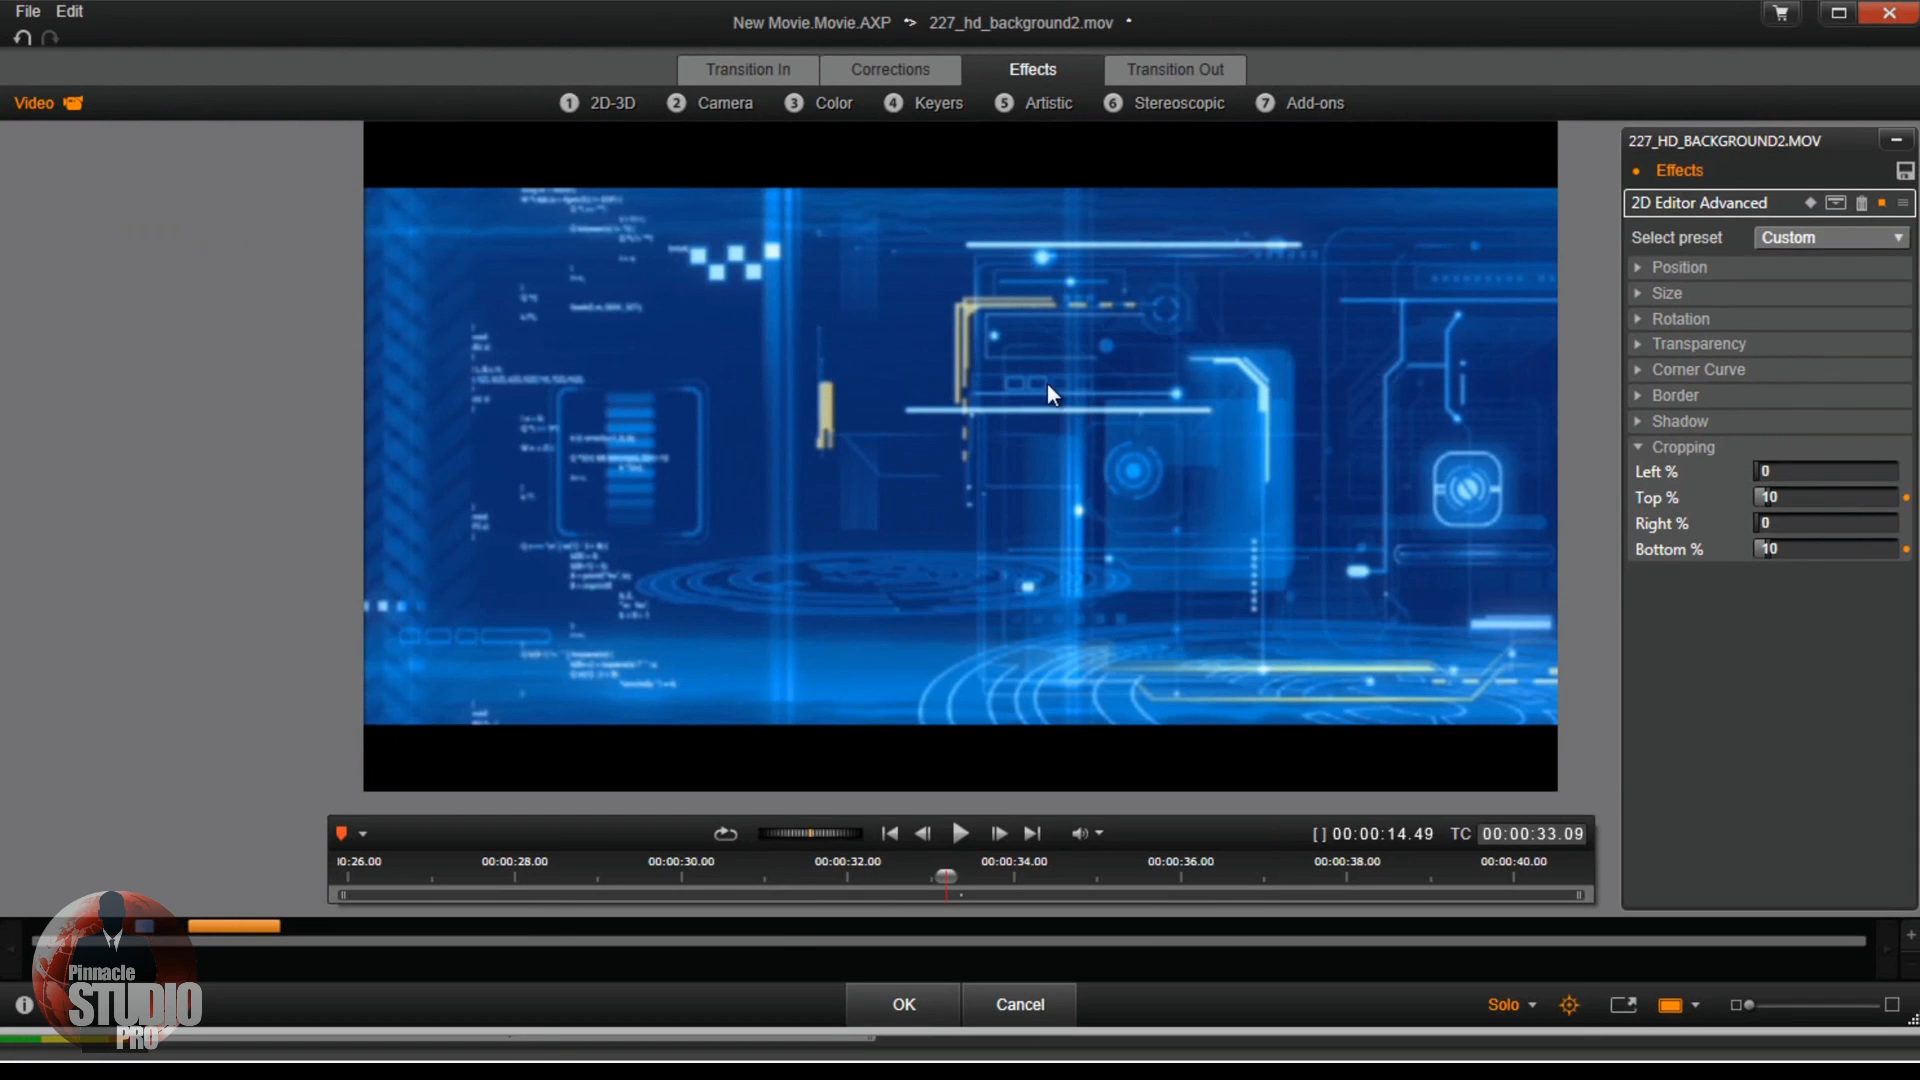 File Edit
New Movie.Movie.AXP *> 227_hd_background2.mov *
Transition In Corrections Effects Transition Out
Video
1 2D-3D 2 Camera 3 Color 4 Keyers 5 Artistic 6 Stereoscopic 7 Add-ons
227_HD_BACKGROUND2.MOV
Effects
2D Editor Advanced
Select preset Custom
Position
Size
Rotation
Transparency
Corner Curve
Border
Shadow
Cropping
Left % 0
Top % 10
Right % 0
Bottom % 10
[ ] 00:00:14.49 TC 00:00:33.09
00:00:28.00 00:00:30.00 00:00:32.00 00:00:34.00 00:00:36.00 00:00:38.00 00:00:40.00
Pinnacle
STUDIO
PRO
OK Cancel
Solo